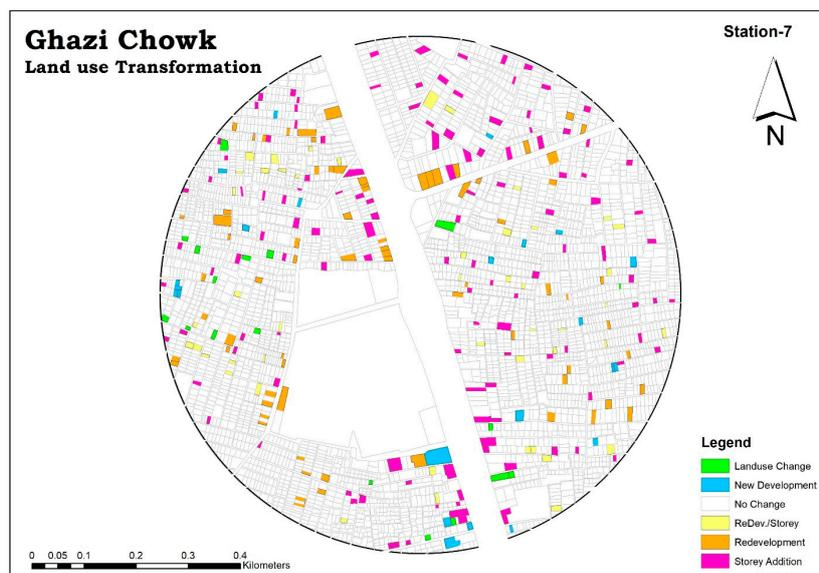 Ghazi Chowk
Land use Transformation
Station-7
N
Legend
Landuse Change
New Development
No Change
ReDev./Storey
Redevelopment
Storey Addition
0 0.05 0.1 0.2 0.3 0.4
Kilometers